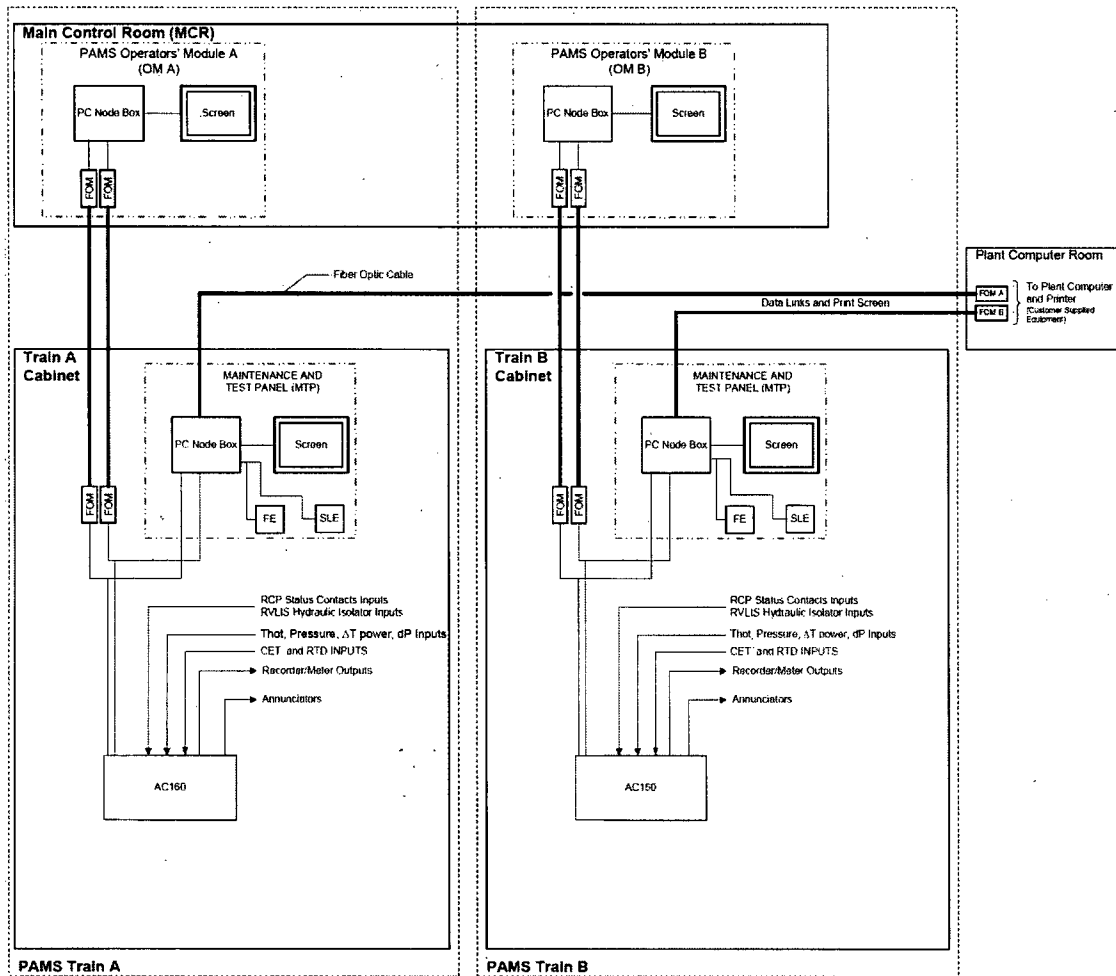 Main Control Room (MCR)
PAMS Operators' Module A
(OM A)
PC Node Box
Screen
FOM
FOM
PAMS Operators' Module B
(OM B)
PC Node Box
Screen
FOM
FOM
Fiber Optic Cable
Data Links and Print Screen
Plant Computer Room
FOM A
FOM B
To Plant Computer
and Printer
(Customer Supplied
Equipment)
Train A
Cabinet
MAINTENANCE AND
TEST PANEL (MTP)
PC Node Box
Screen
FOM
FOM
FE
SLE
RCP Status Contacts Inputs
RVLIS Hydraulic Isolator Inputs
Thot, Pressure, ΔT power, dP Inputs
CET and RTD INPUTS
Recorder/Meter Outputs
Annunciators
AC160
PAMS Train A
Train B
Cabinet
MAINTENANCE AND
TEST PANEL (MTP)
PC Node Box
Screen
FOM
FOM
FE
SLE
RCP Status Contacts Inputs
RVLIS Hydraulic Isolator Inputs
Thot, Pressure, ΔT power, dP Inputs
CET and RTD INPUTS
Recorder/Meter Outputs
Annunciators
AC160
PAMS Train B